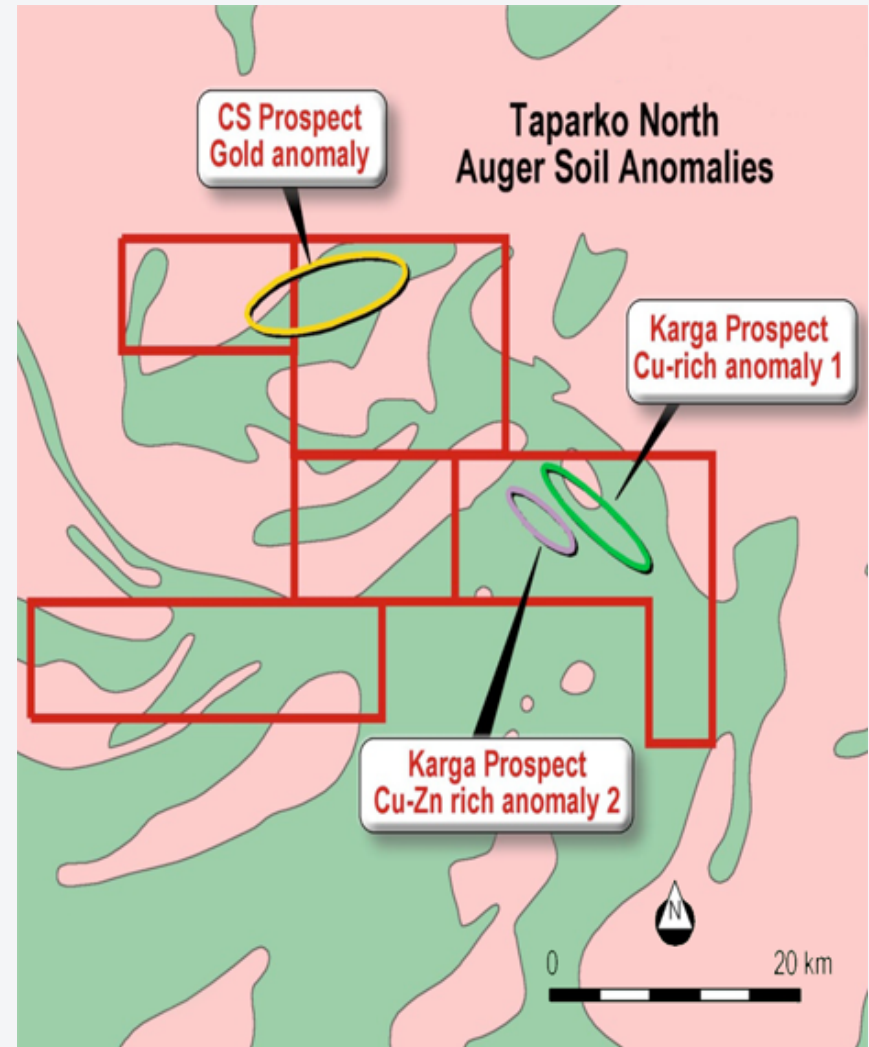 Taparko North
Auger Soil Anomalies
CS Prospect
Gold anomaly
Karga Prospect
Cu-rich anomaly 1
Karga Prospect
Cu-Zn rich anomaly 2
N
0 20 km